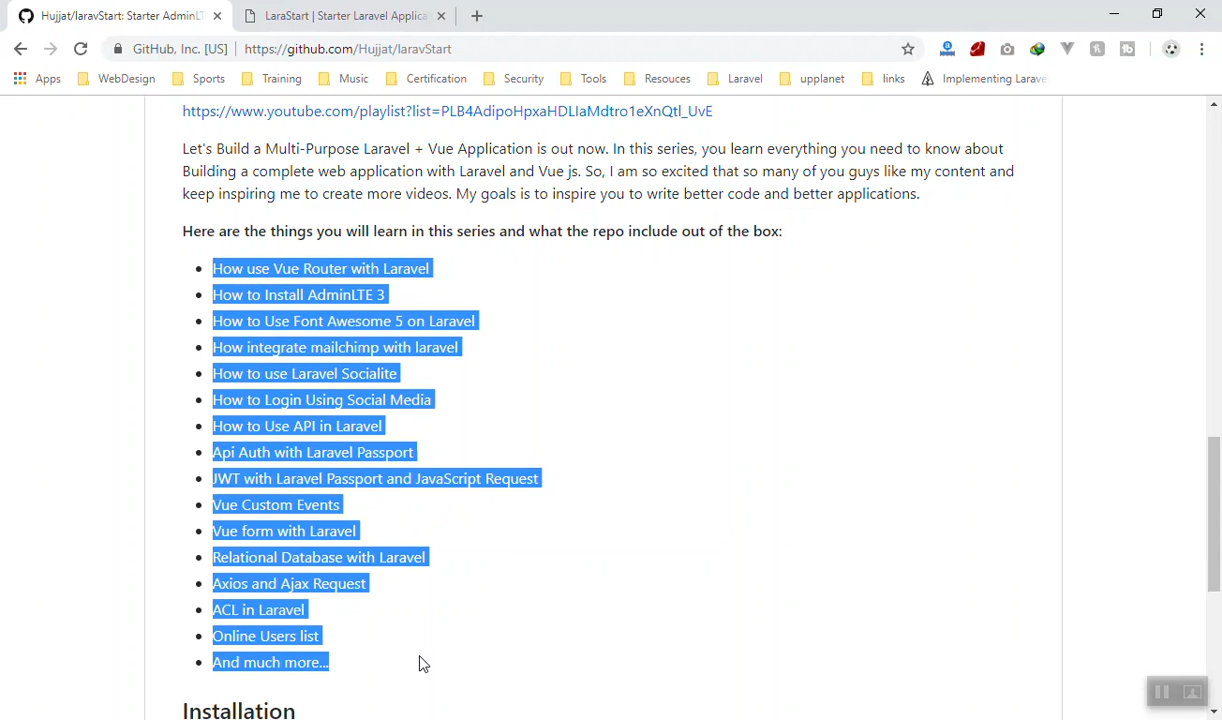 Hujjat/laravStart: Starter AdminLT
LaraStart | Starter Laravel Applica
GitHub, Inc. [US]
https://github.com/Hujjat/laravStart
Apps
WebDesign
Sports
Training
Music
Certification
Security
Tools
Resouces
Laravel
upplanet
links
Implementing Larave
https://www.youtube.com/playlist?list=PLB4AdipoHpxaHDLIaMdtro1eXnQtl_UvE
Let's Build a Multi-Purpose Laravel + Vue Application is out now. In this series, you learn everything you need to know about
Building a complete web application with Laravel and Vue js. So, I am so excited that so many of you guys like my content and
keep inspiring me to create more videos. My goals is to inspire you to write better code and better applications.
Here are the things you will learn in this series and what the repo include out of the box:
How use Vue Router with Laravel
How to Install AdminLTE 3
How to Use Font Awesome 5 on Laravel
How integrate mailchimp with laravel
How to use Laravel Socialite
How to Login Using Social Media
How to Use API in Laravel
Api Auth with Laravel Passport
JWT with Laravel Passport and JavaScript Request
Vue Custom Events
Vue form with Laravel
Relational Database with Laravel
Axios and Ajax Request
ACL in Laravel
Online Users list
And much more...
Installation